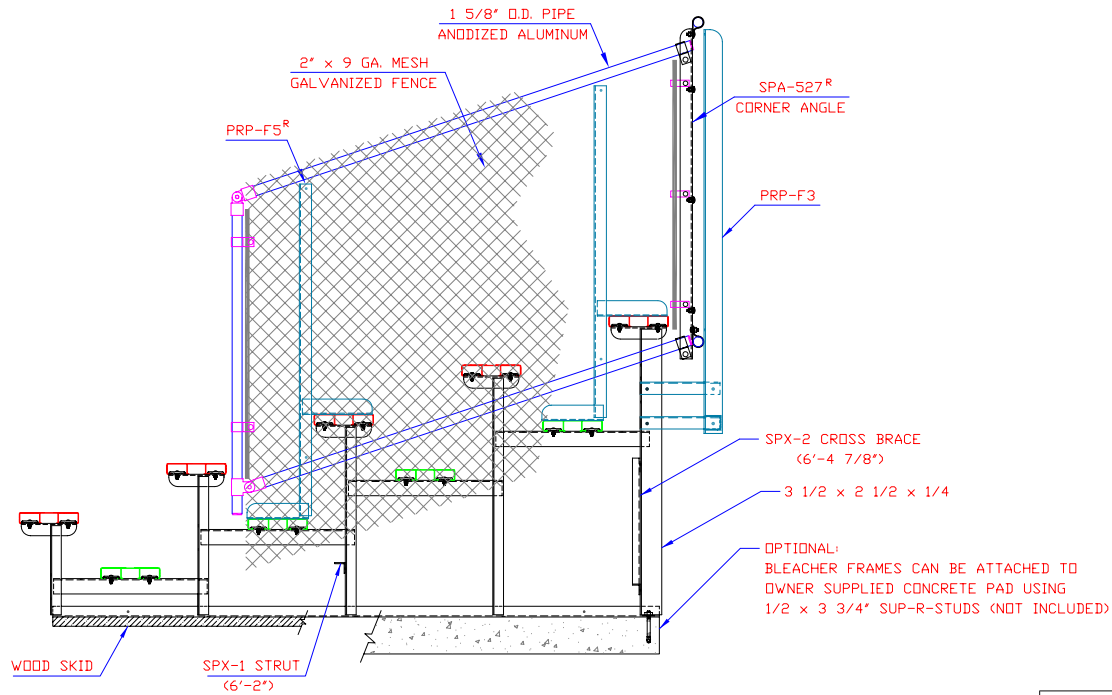 1 5/8" O.D. PIPE
ANODIZED ALUMINUM
2" x 9 GA. MESH
GALVANIZED FENCE
SPA-527R
CORNER ANGLE
PRP-F5R
PRP-F3
SPX-2 CROSS BRACE
(6'-4 7/8")
3 1/2 x 2 1/2 x 1/4
OPTIONAL:
BLEACHER FRAMES CAN BE ATTACHED TO
OWNER SUPPLIED CONCRETE PAD USING
1/2 x 3 3/4" SUP-R-STUDS (NOT INCLUDED)
WOOD SKID
SPX-1 STRUT
(6'-2")